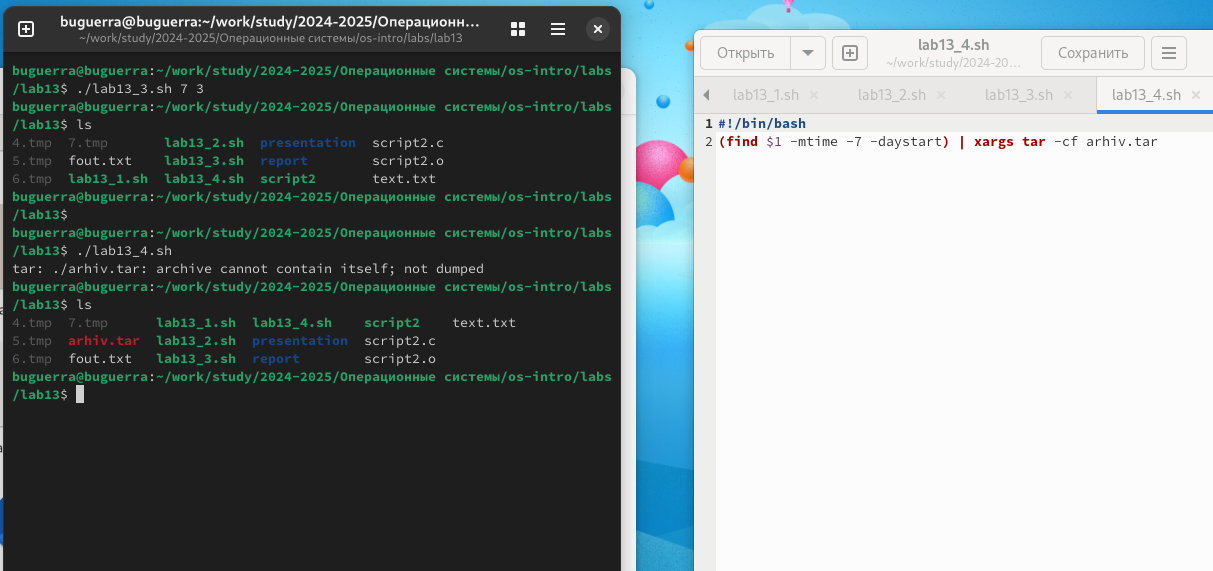 buguerra@buguerra:~/work/study/2024-2025/Операционн...
~/work/study/2024-2025/Операционные системы/os-intro/labs/lab13
buguerra@buguerra:~/work/study/2024-2025/Операционные системы/os-intro/labs
/lab13$ ./lab13_3.sh 7 3
buguerra@buguerra:~/work/study/2024-2025/Операционные системы/os-intro/labs
/lab13$ ls
4.tmp 7.tmp lab13_2.sh presentation script2.c
5.tmp fout.txt lab13_3.sh report script2.o
6.tmp lab13_1.sh lab13_4.sh script2 text.txt
buguerra@buguerra:~/work/study/2024-2025/Операционные системы/os-intro/labs
/lab13$
buguerra@buguerra:~/work/study/2024-2025/Операционные системы/os-intro/labs
/lab13$ ./lab13_4.sh
tar: ./arhiv.tar: archive cannot contain itself; not dumped
buguerra@buguerra:~/work/study/2024-2025/Операционные системы/os-intro/labs
/lab13$ ls
4.tmp 7.tmp lab13_1.sh lab13_4.sh script2 text.txt
5.tmp arhiv.tar lab13_2.sh presentation script2.c
6.tmp fout.txt lab13_3.sh report script2.o
buguerra@buguerra:~/work/study/2024-2025/Операционные системы/os-intro/labs
/lab13$
Открыть
lab13_4.sh
~/work/study/2024-20...
Сохранить
lab13_1.sh lab13_2.sh lab13_3.sh lab13_4.sh
1 #!/bin/bash
2 (find $1 -mtime -7 -daystart) | xargs tar -cf arhiv.tar